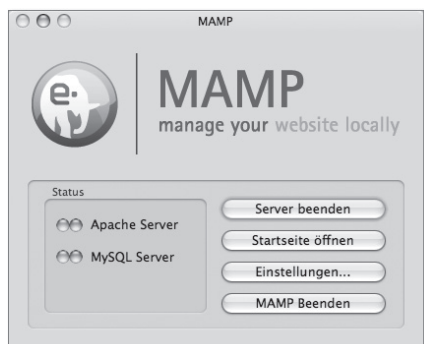 MAMP
e.
MAMP
manage your website locally
Status
Apache Server
MySQL Server
Server beenden
Startseite öffnen
Einstellungen...
MAMP Beenden